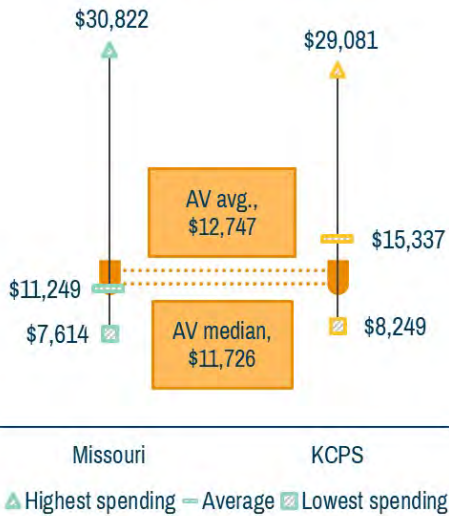 $30,822
$29,081
AV avg.,
$12,747
$15,337
$11,249
$7,614
AV median,
$11,726
$8,249
Missouri
KCPS
Highest spending Average Lowest spending